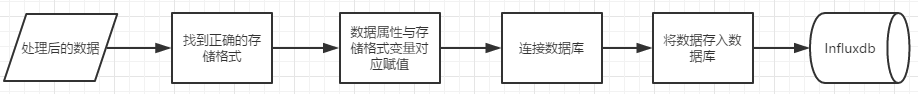 处理后的数据
找到正确的存
储格式
数据属性与存
储格式变量对
应赋值
连接数据库
将数据存入数
据库
Influxdb